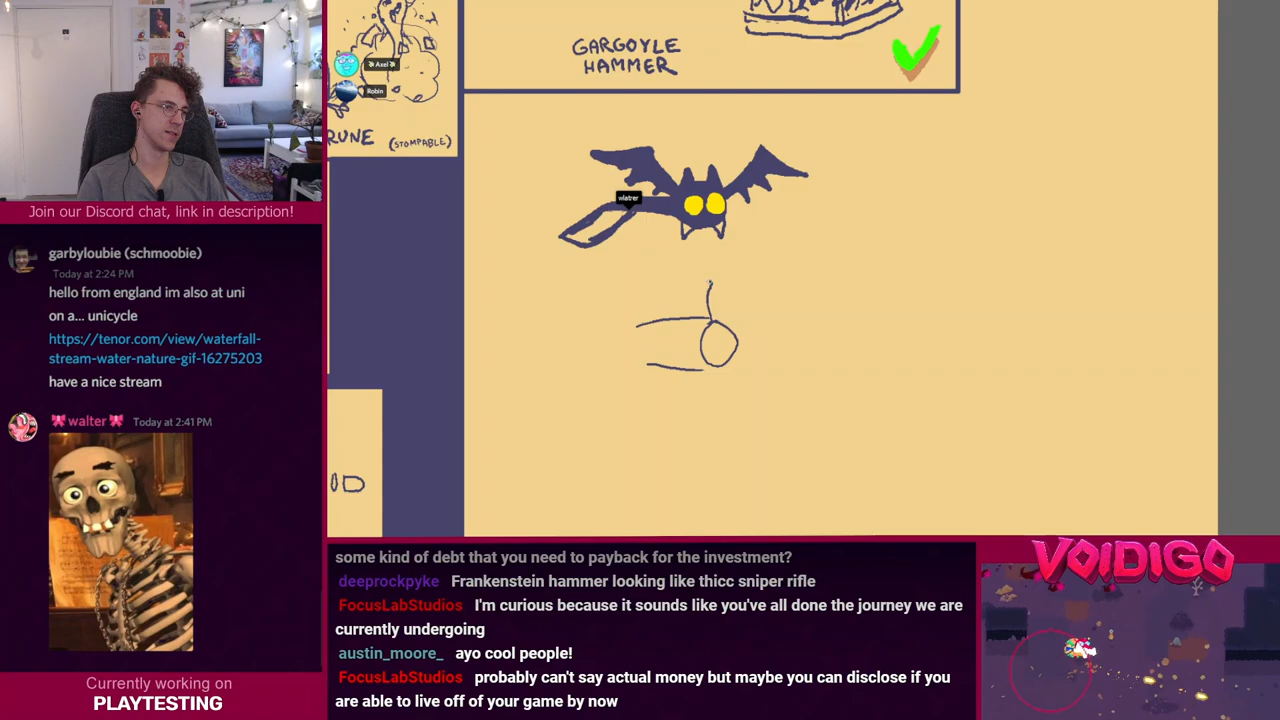 GARGOYLE
HAMMER
Axel
Robin
RUNE (STOMPABLE)
wlatrer
Join our Discord chat, link in description!
garbyloubie (schmoobie)
Today at 2:24 PM
hello from england im also at uni
on a... unicycle
https://tenor.com/view/waterfall-
stream-water-nature-gif-16275203
have a nice stream
walter Today at 2:41 PM
ID
some kind of debt that you need to payback for the investment?
deeprockpyke Frankenstein hammer looking like thicc sniper rifle
FocusLabStudios I'm curious because it sounds like you've all done the journey we are
currently undergoing
austin_moore_ ayo cool people!
FocusLabStudios probably can't say actual money but maybe you can disclose if you
are able to live off of your game by now
Currently working on
PLAYTESTING
VOIDIGO